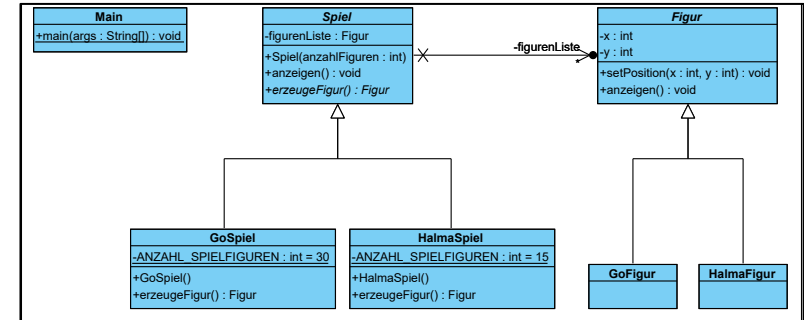 Main
+main(args : String[]) : void
Spiel
-figurenListe : Figur
+Spiel(anzahlFiguren : int)
+anzeigen() : void
+erzeugeFigur() : Figur
-figurenListe
*
Figur
-x : int
-y : int
+setPosition(x : int, y : int) : void
+anzeigen() : void
GoSpiel
-ANZAHL_SPIELFIGUREN : int = 30
+GoSpiel()
+erzeugeFigur() : Figur
HalmaSpiel
-ANZAHL_SPIELFIGUREN : int = 15
+HalmaSpiel()
+erzeugeFigur() : Figur
GoFigur
HalmaFigur